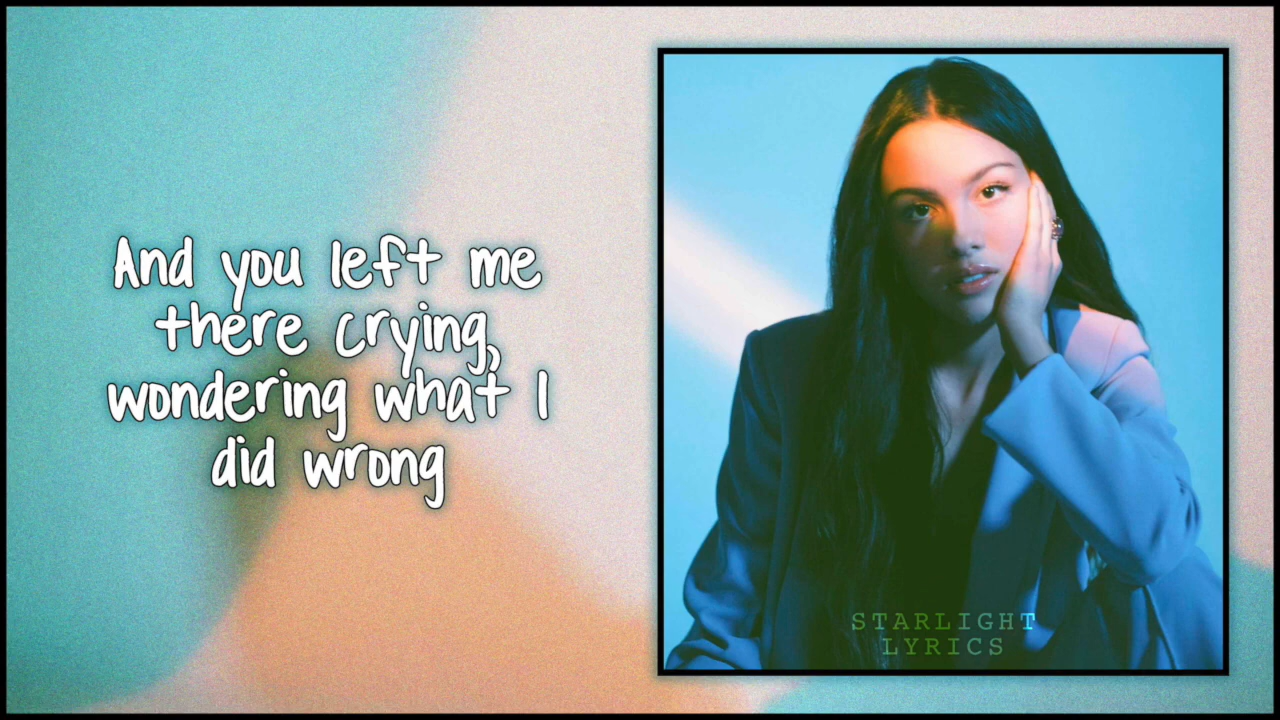 And you left me
there crying,
wondering what I
did wrong
STARLIGHT
LYRICS